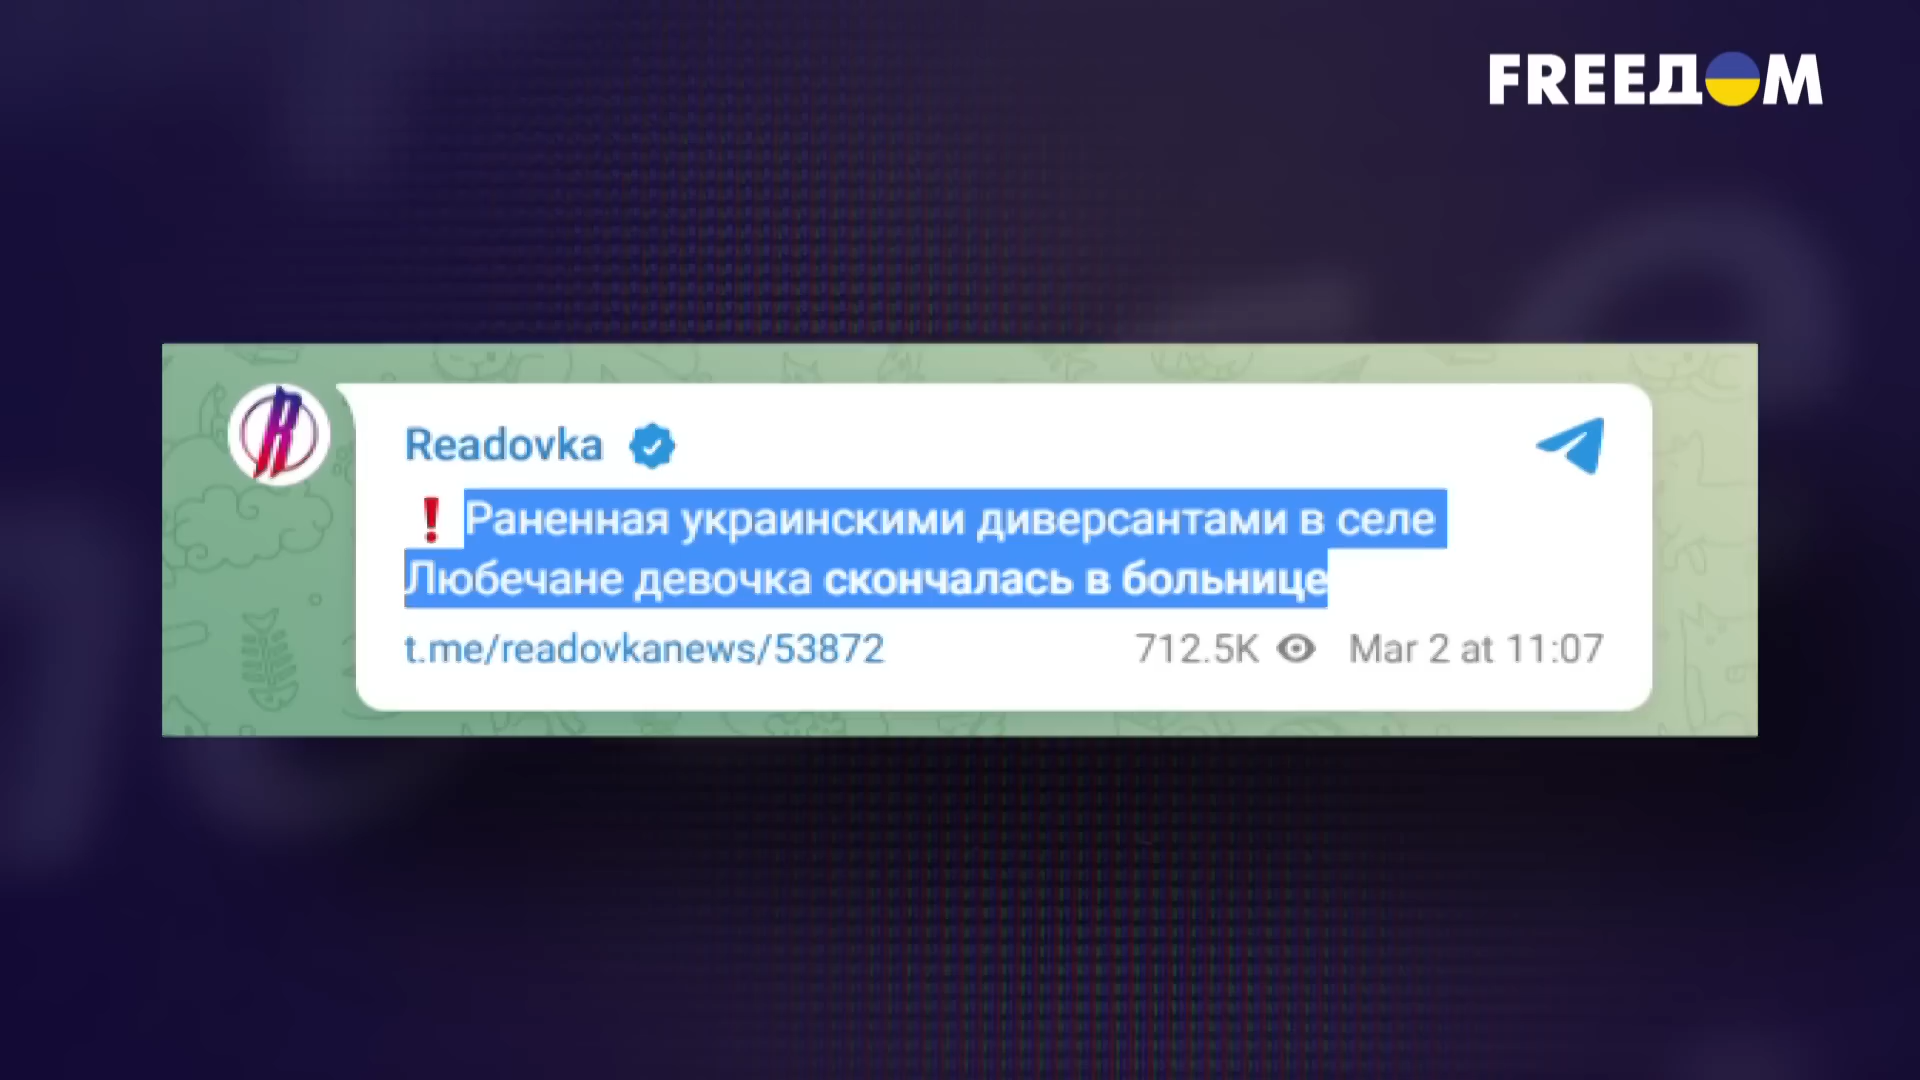 FREEДОМ
Readovka
❗ Раненная украинскими диверсантами в селе
Любечане девочка скончалась в больнице
t.me/readovkanews/53872 712.5K Mar 2 at 11:07